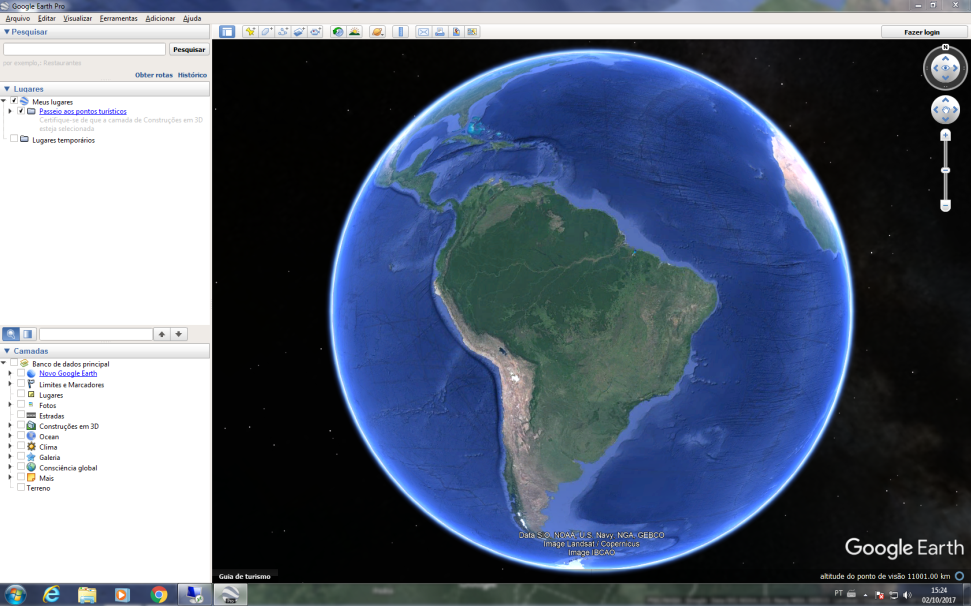 Google Earth Pro
Arquivo Editar Visualizar Ferramentas Adicionar Ajuda
Pesquisar
Fazer login
N
Pesquisar
por exemplo,: Restaurantes
Obter rotas Histórico
Lugares
Meus lugares
Passeio aos pontos turísticos
Certifique-se de que a camada de Construções em 3D
esteja selecionada
Lugares temporários
Camadas
Banco de dados principal
Novo Google Earth
Limites e Marcadores
Lugares
Fotos
Estradas
Construções em 3D
Ocean
Clima
Galeria
Consciência global
Mais
Terreno
Data SIO, NOAA, U.S. Navy, NGA, GEBCO
Image Landsat / Copernicus
Image IBCAO
Google Earth
Guia de turismo
altitude do ponto de visão 11001.00 km
PT
15:24
02/10/2017